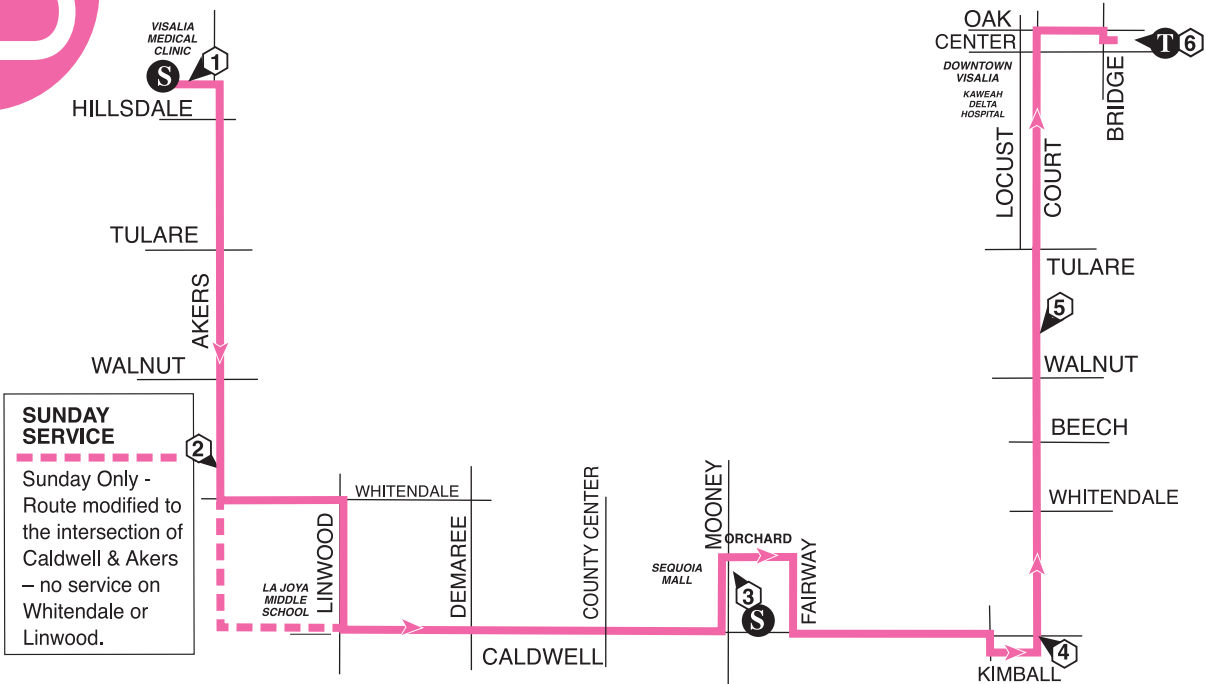 VISALIA
MEDICAL
CLINIC
S
1
HILLSDALE
TULARE
AKERS
WALNUT
SUNDAY
SERVICE
Sunday Only -
Route modified to
the intersection of
Caldwell & Akers
– no service on
Whitendale or
Linwood.
2
WHITENDALE
LINWOOD
LA JOYA
MIDDLE
SCHOOL
DEMAREE
CALDWELL
COUNTY CENTER
SEQUOIA
MALL
MOONEY
ORCHARD
3
S
FAIRWAY
KIMBALL
4
WHITENDALE
BEECH
WALNUT
5
TULARE
LOCUST
COURT
OAK
CENTER
DOWNTOWN
VISALIA
KAWEAH
DELTA
HOSPITAL
BRIDGE
T
6